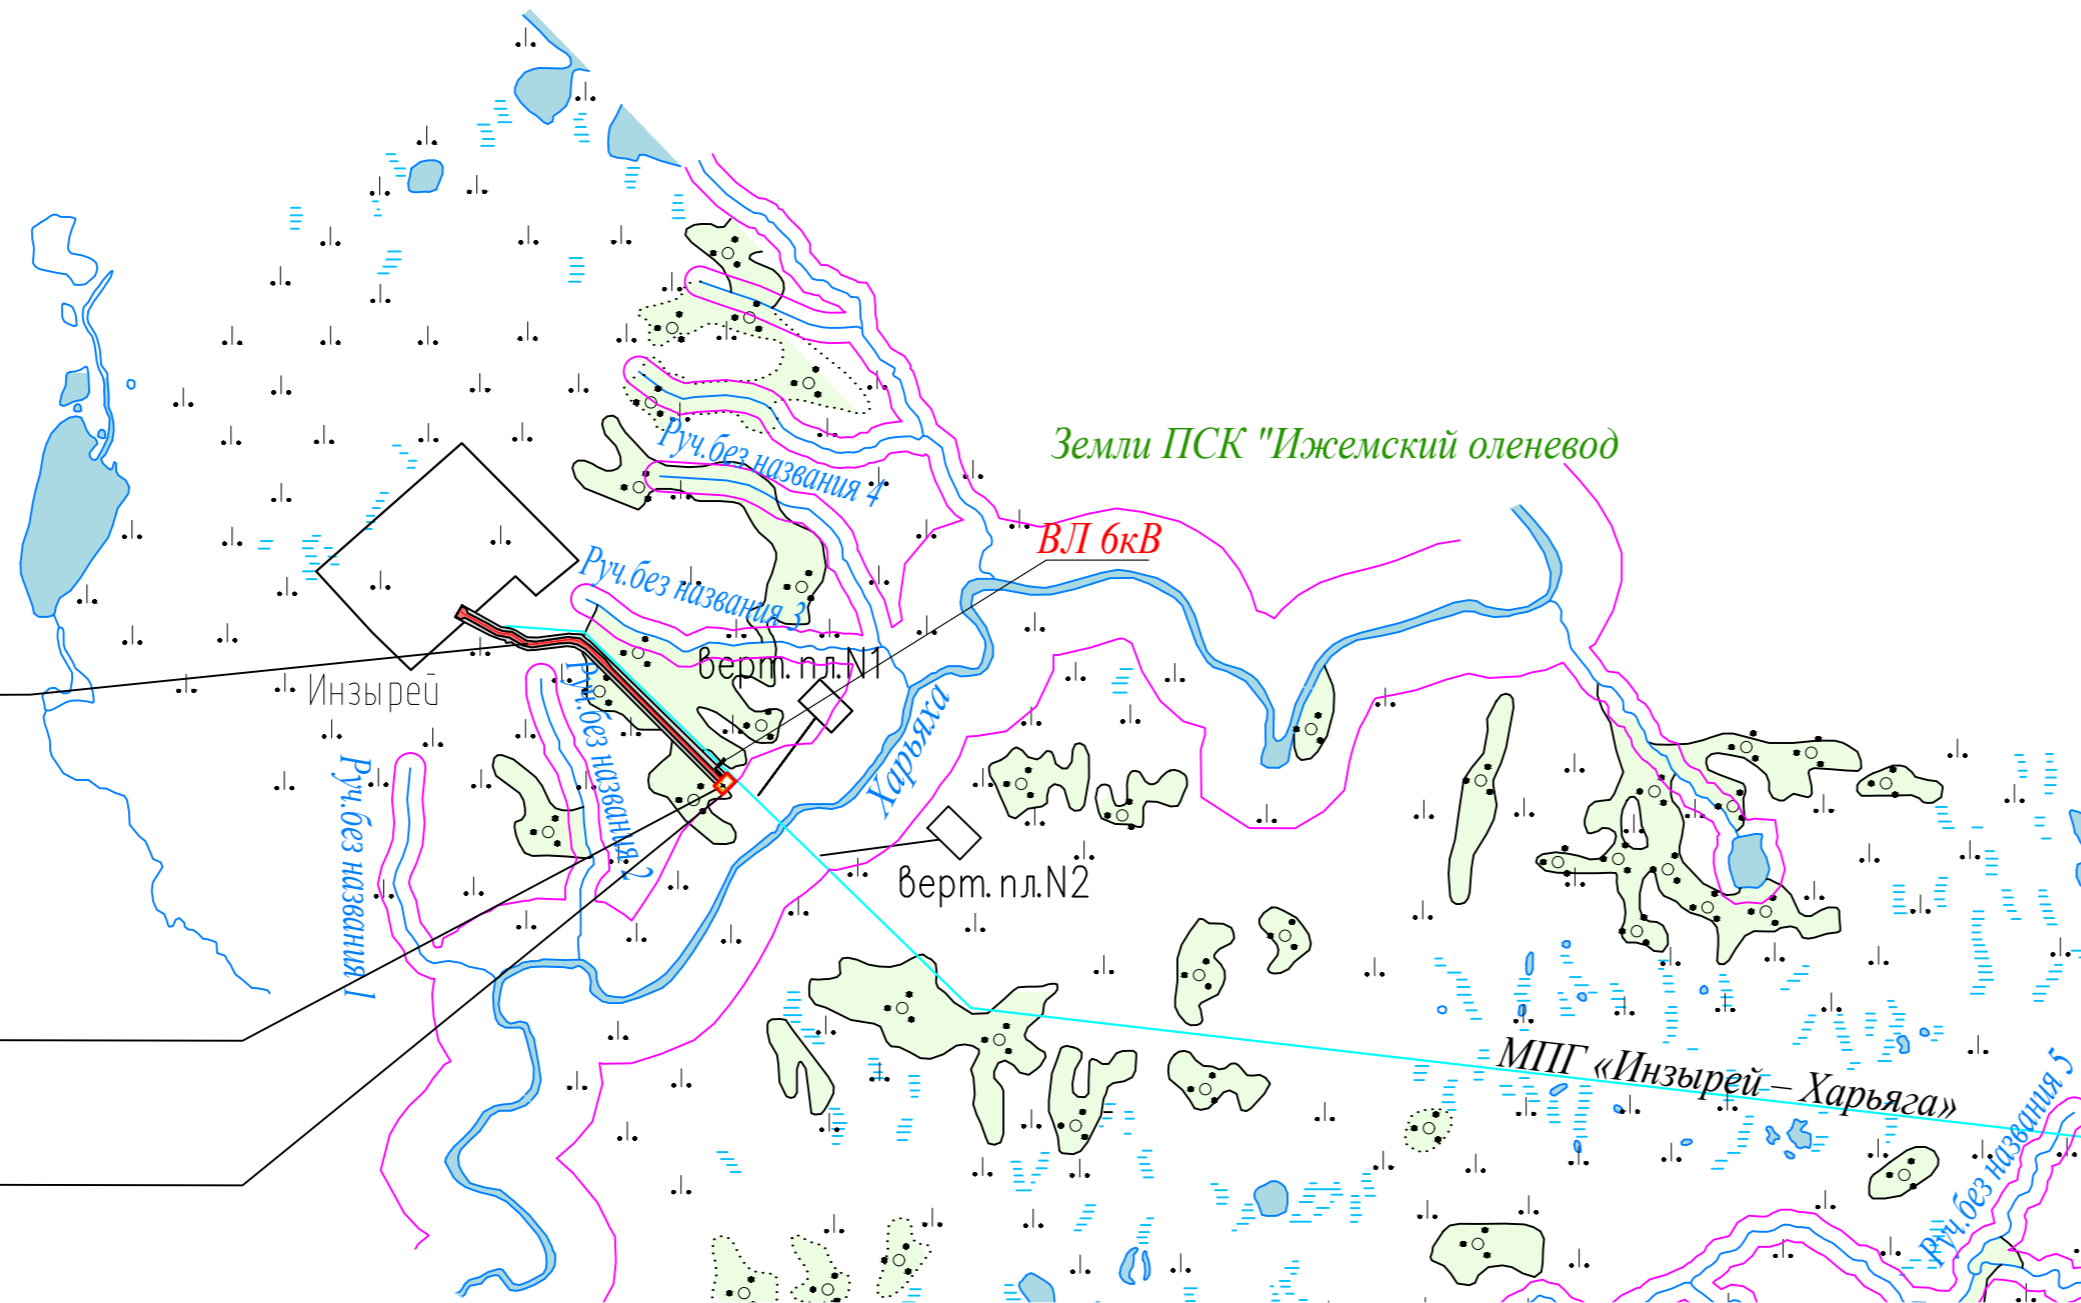 Земли ПСК "Ижемский оленевод
Руч.без названия 4
ВЛ 6кВ
Руч.без названия 3
верт. пл.N1
Инзырей
Руч.без названия 2
Харьяха
Руч.без названия 1
верт. пл.N2
МПГ «Инзырей – Харьяга»
Руч.без названия 5